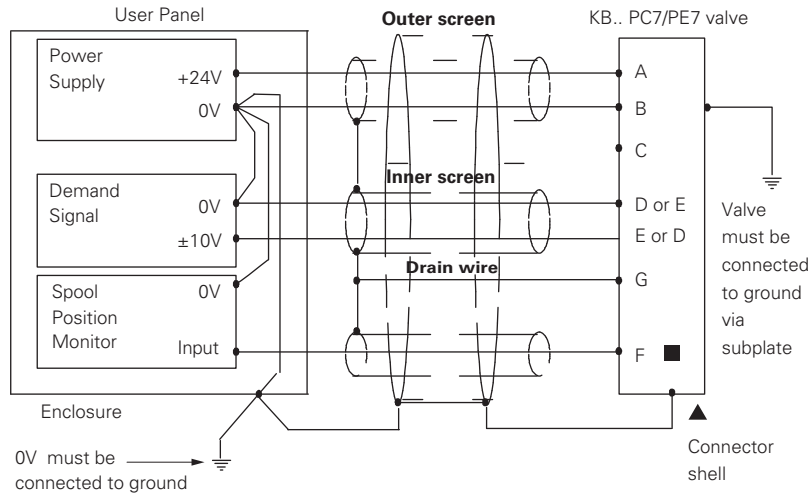 User Panel
Outer screen
KB.. PC7/PE7 valve
Power
Supply
+24V
0V
A
B
C
Inner screen
Demand
Signal
0V
±10V
D or E
E or D
Valve
must be
connected
to ground
via
subplate
Drain wire
G
Spool
Position
Monitor
0V
Input
F
Enclosure
Connector
shell
0V must be
connected to ground